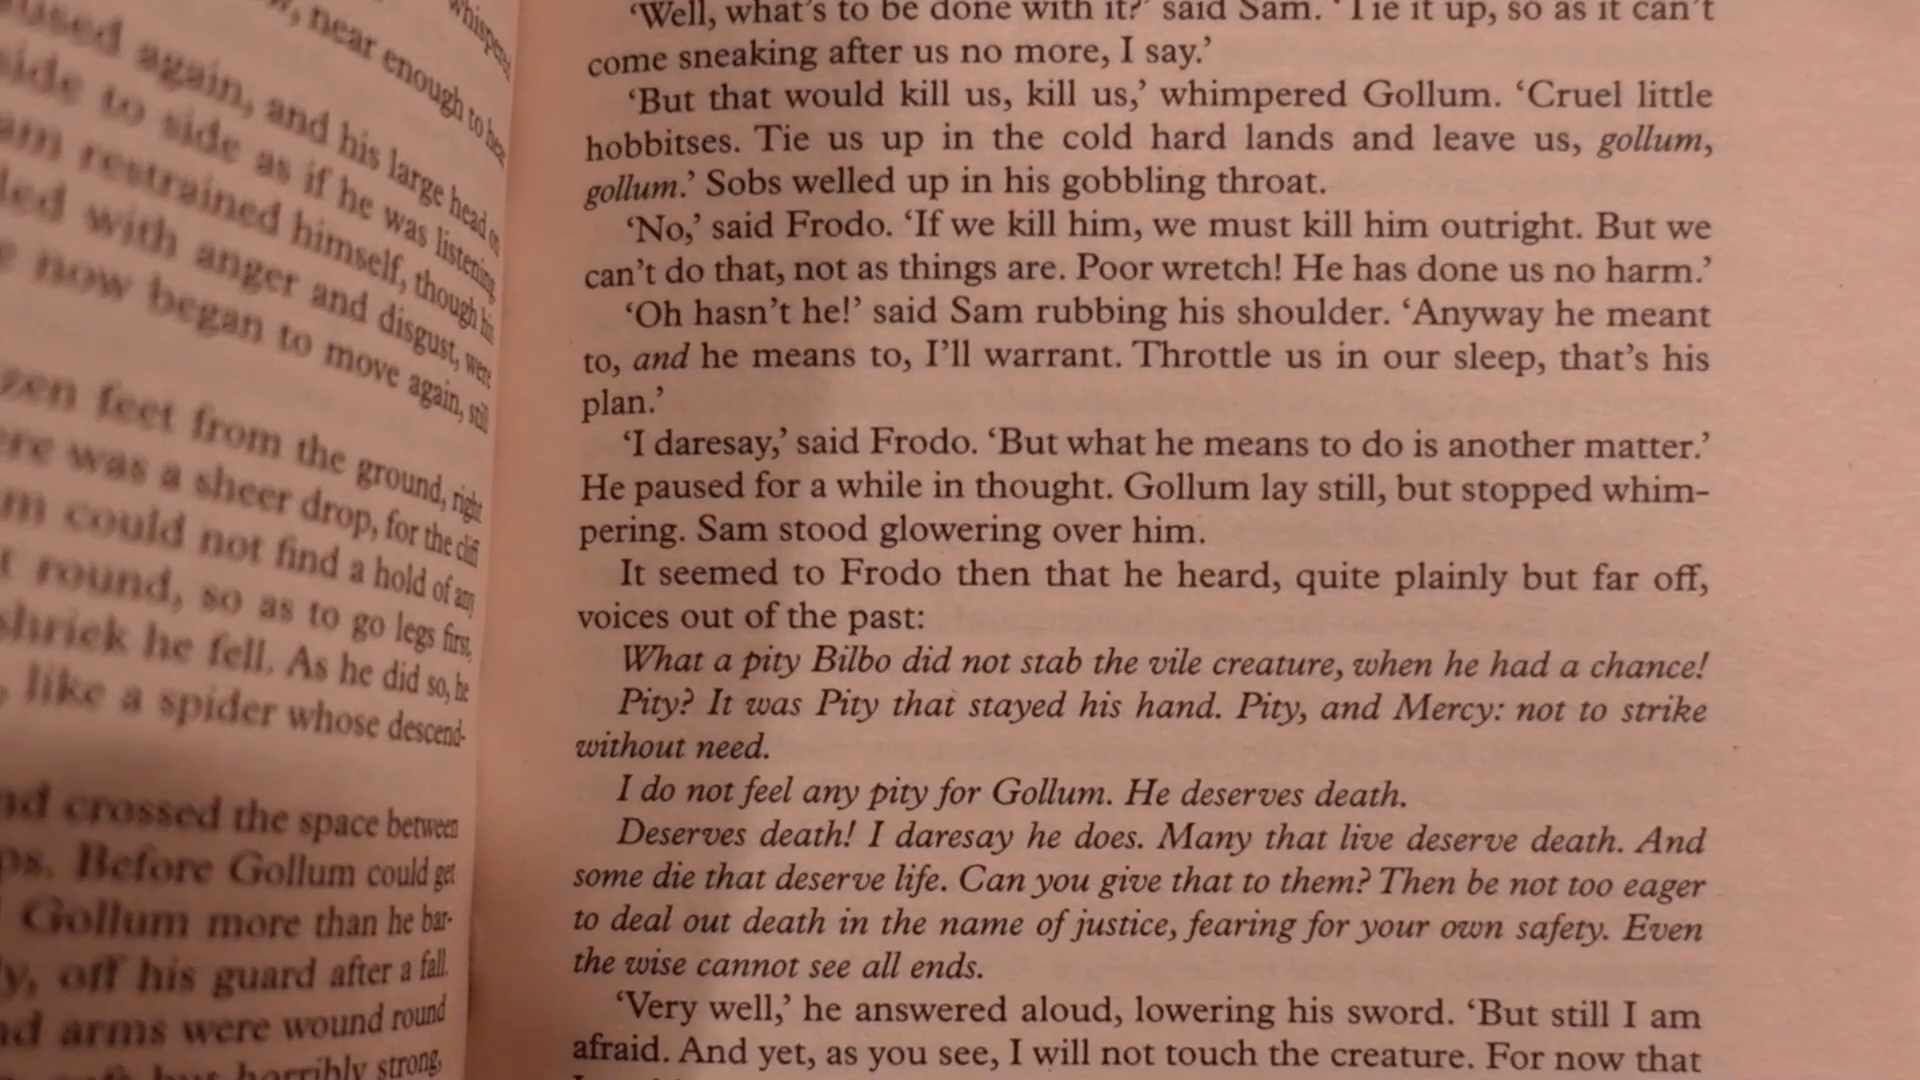 whispered
near enough to hear
used again, and his large head on
side to side as if he was listening
am restrained himself, though his
led with anger and disgust, were
now began to move again, still
zen feet from the ground, right
ere was a sheer drop, for the cliff
m could not find a hold of any
t round, so as to go legs first,
shriek he fell. As he did so, he
, like a spider whose descend-
nd crossed the space between
ps. Before Gollum could get
Gollum more than he bar-
y, off his guard after a fall.
nd arms were wound round
horribly strong,
‘Well, what’s to be done with it?’ said Sam. ‘Tie it up, so as it can’t
come sneaking after us no more, I say.’
‘But that would kill us, kill us,’ whimpered Gollum. ‘Cruel little
hobbitses. Tie us up in the cold hard lands and leave us, gollum,
gollum.’ Sobs welled up in his gobbling throat.
‘No,’ said Frodo. ‘If we kill him, we must kill him outright. But we
can’t do that, not as things are. Poor wretch! He has done us no harm.’
‘Oh hasn’t he!’ said Sam rubbing his shoulder. ‘Anyway he meant
to, and he means to, I’ll warrant. Throttle us in our sleep, that’s his
plan.’
‘I daresay,’ said Frodo. ‘But what he means to do is another matter.’
He paused for a while in thought. Gollum lay still, but stopped whim-
pering. Sam stood glowering over him.
It seemed to Frodo then that he heard, quite plainly but far off,
voices out of the past:
What a pity Bilbo did not stab the vile creature, when he had a chance!
Pity? It was Pity that stayed his hand. Pity, and Mercy: not to strike
without need.
I do not feel any pity for Gollum. He deserves death.
Deserves death! I daresay he does. Many that live deserve death. And
some die that deserve life. Can you give that to them? Then be not too eager
to deal out death in the name of justice, fearing for your own safety. Even
the wise cannot see all ends.
‘Very well,’ he answered aloud, lowering his sword. ‘But still I am
afraid. And yet, as you see, I will not touch the creature. For now that